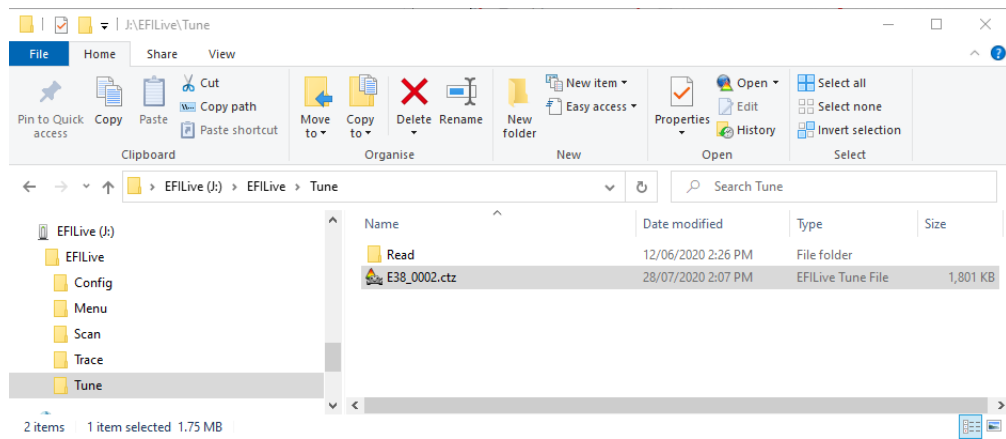 J:\EFILive\Tune
File Home Share View
Pin to Quick access
Copy
Paste
Cut
Copy path
Paste shortcut
Clipboard
Move to
Copy to
Delete
Rename
Organise
New folder
New item
Easy access
New
Properties
Open
Edit
History
Open
Select all
Select none
Invert selection
Select
EFILive (J:) > EFILive > Tune
Search Tune
EFILive (J:)
EFILive
Config
Menu
Scan
Trace
Tune
Name Date modified Type Size
Read 12/06/2020 2:26 PM File folder
E38_0002.ctz 28/07/2020 2:07 PM EFILive Tune File 1,801 KB
2 items 1 item selected 1.75 MB